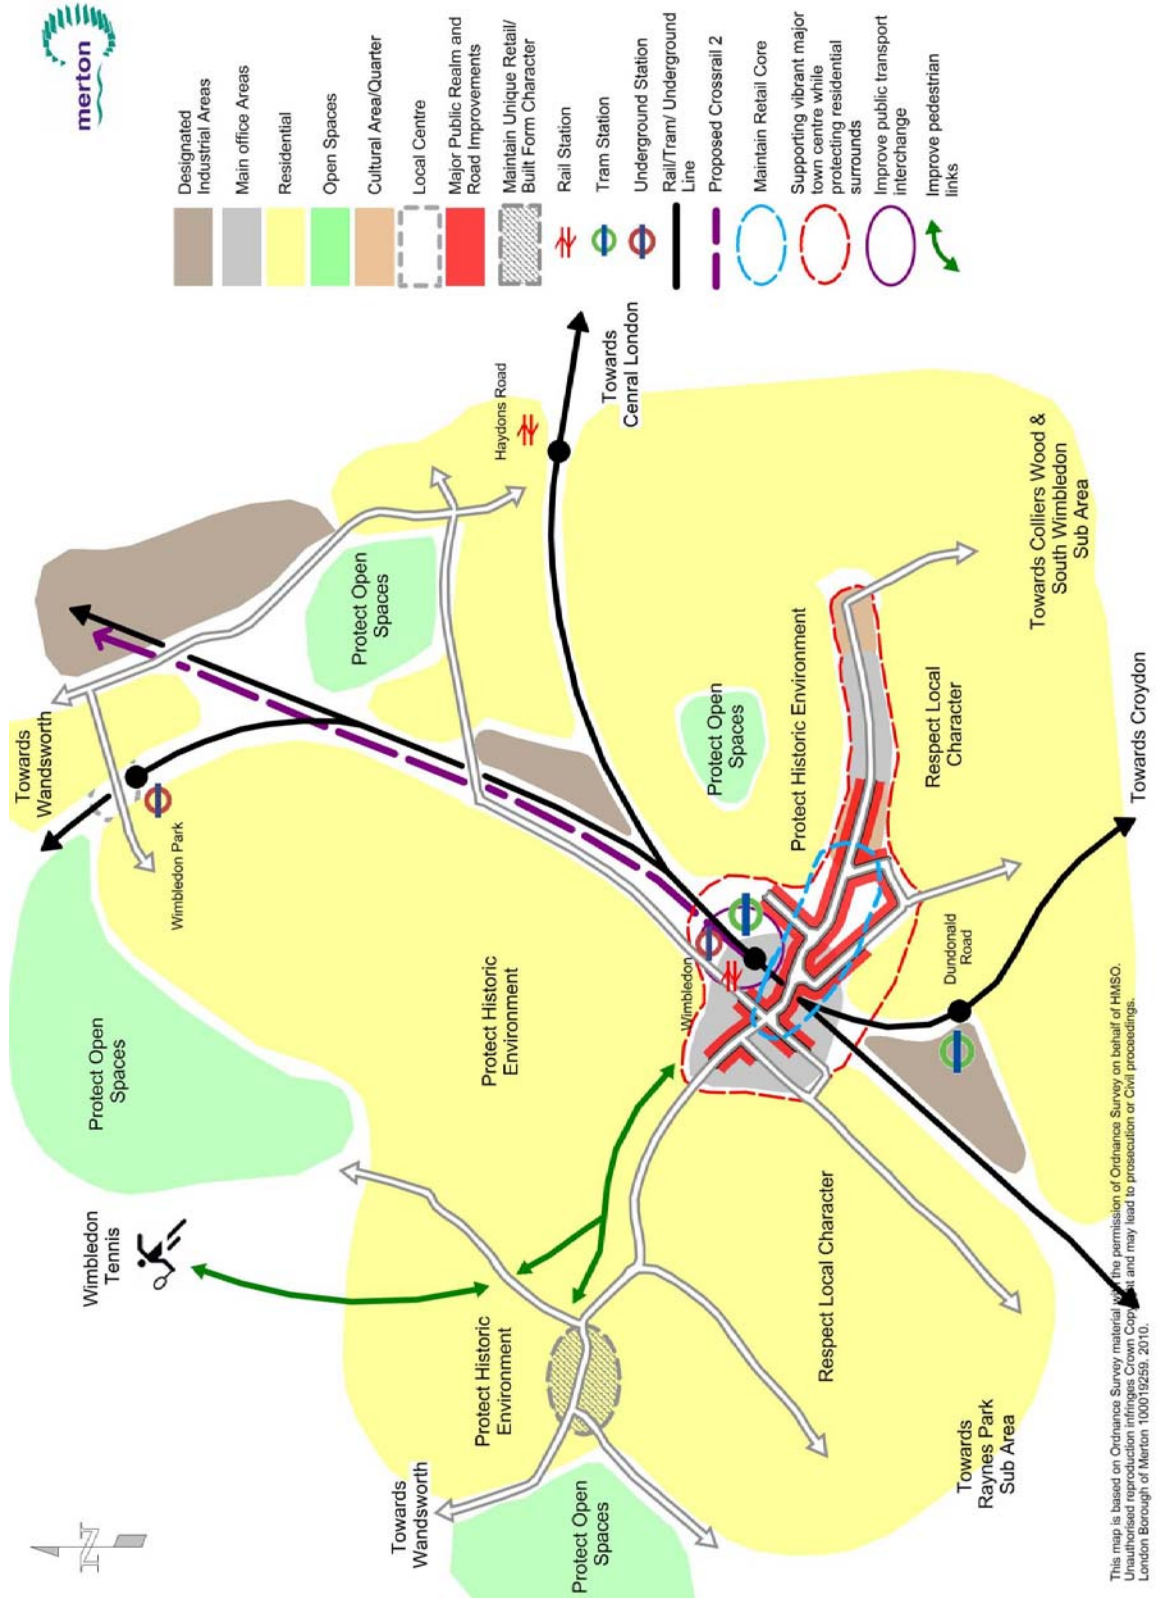 merton
Designated
Industrial Areas
Main office Areas
Residential
Open Spaces
Cultural Area/Quarter
Local Centre
Major Public Realm and
Road Improvements
Maintain Unique Retail/
Built Form Character
Rail Station
Tram Station
Underground Station
Rail/Tram/ Underground
Line
Proposed Crossrail 2
Maintain Retail Core
Supporting vibrant major
town centre while
protecting residential
surrounds
Improve public transport
interchange
Improve pedestrian
links
N
Wimbledon
Tennis
Protect Open
Spaces
Towards
Wandsworth
Wimbledon Park
Protect Open
Spaces
Haydons Road
Towards
Cenral London
Towards
Wandsworth
Protect Historic
Environment
Protect Historic
Environment
Protect Open
Spaces
Protect Open
Spaces
Wimbledon
Protect Historic Environment
Respect Local
Character
Respect Local Character
Dundonald
Road
Towards
Raynes Park
Sub Area
Towards Colliers Wood &
South Wimbledon
Sub Area
Towards Croydon
This map is based on Ordnance Survey material with the permission of Ordnance Survey on behalf of HMSO.
Unauthorised reproduction infringes Crown Copyright and may lead to prosecution or Civil proceedings.
London Borough of Merton 100019259. 2010.